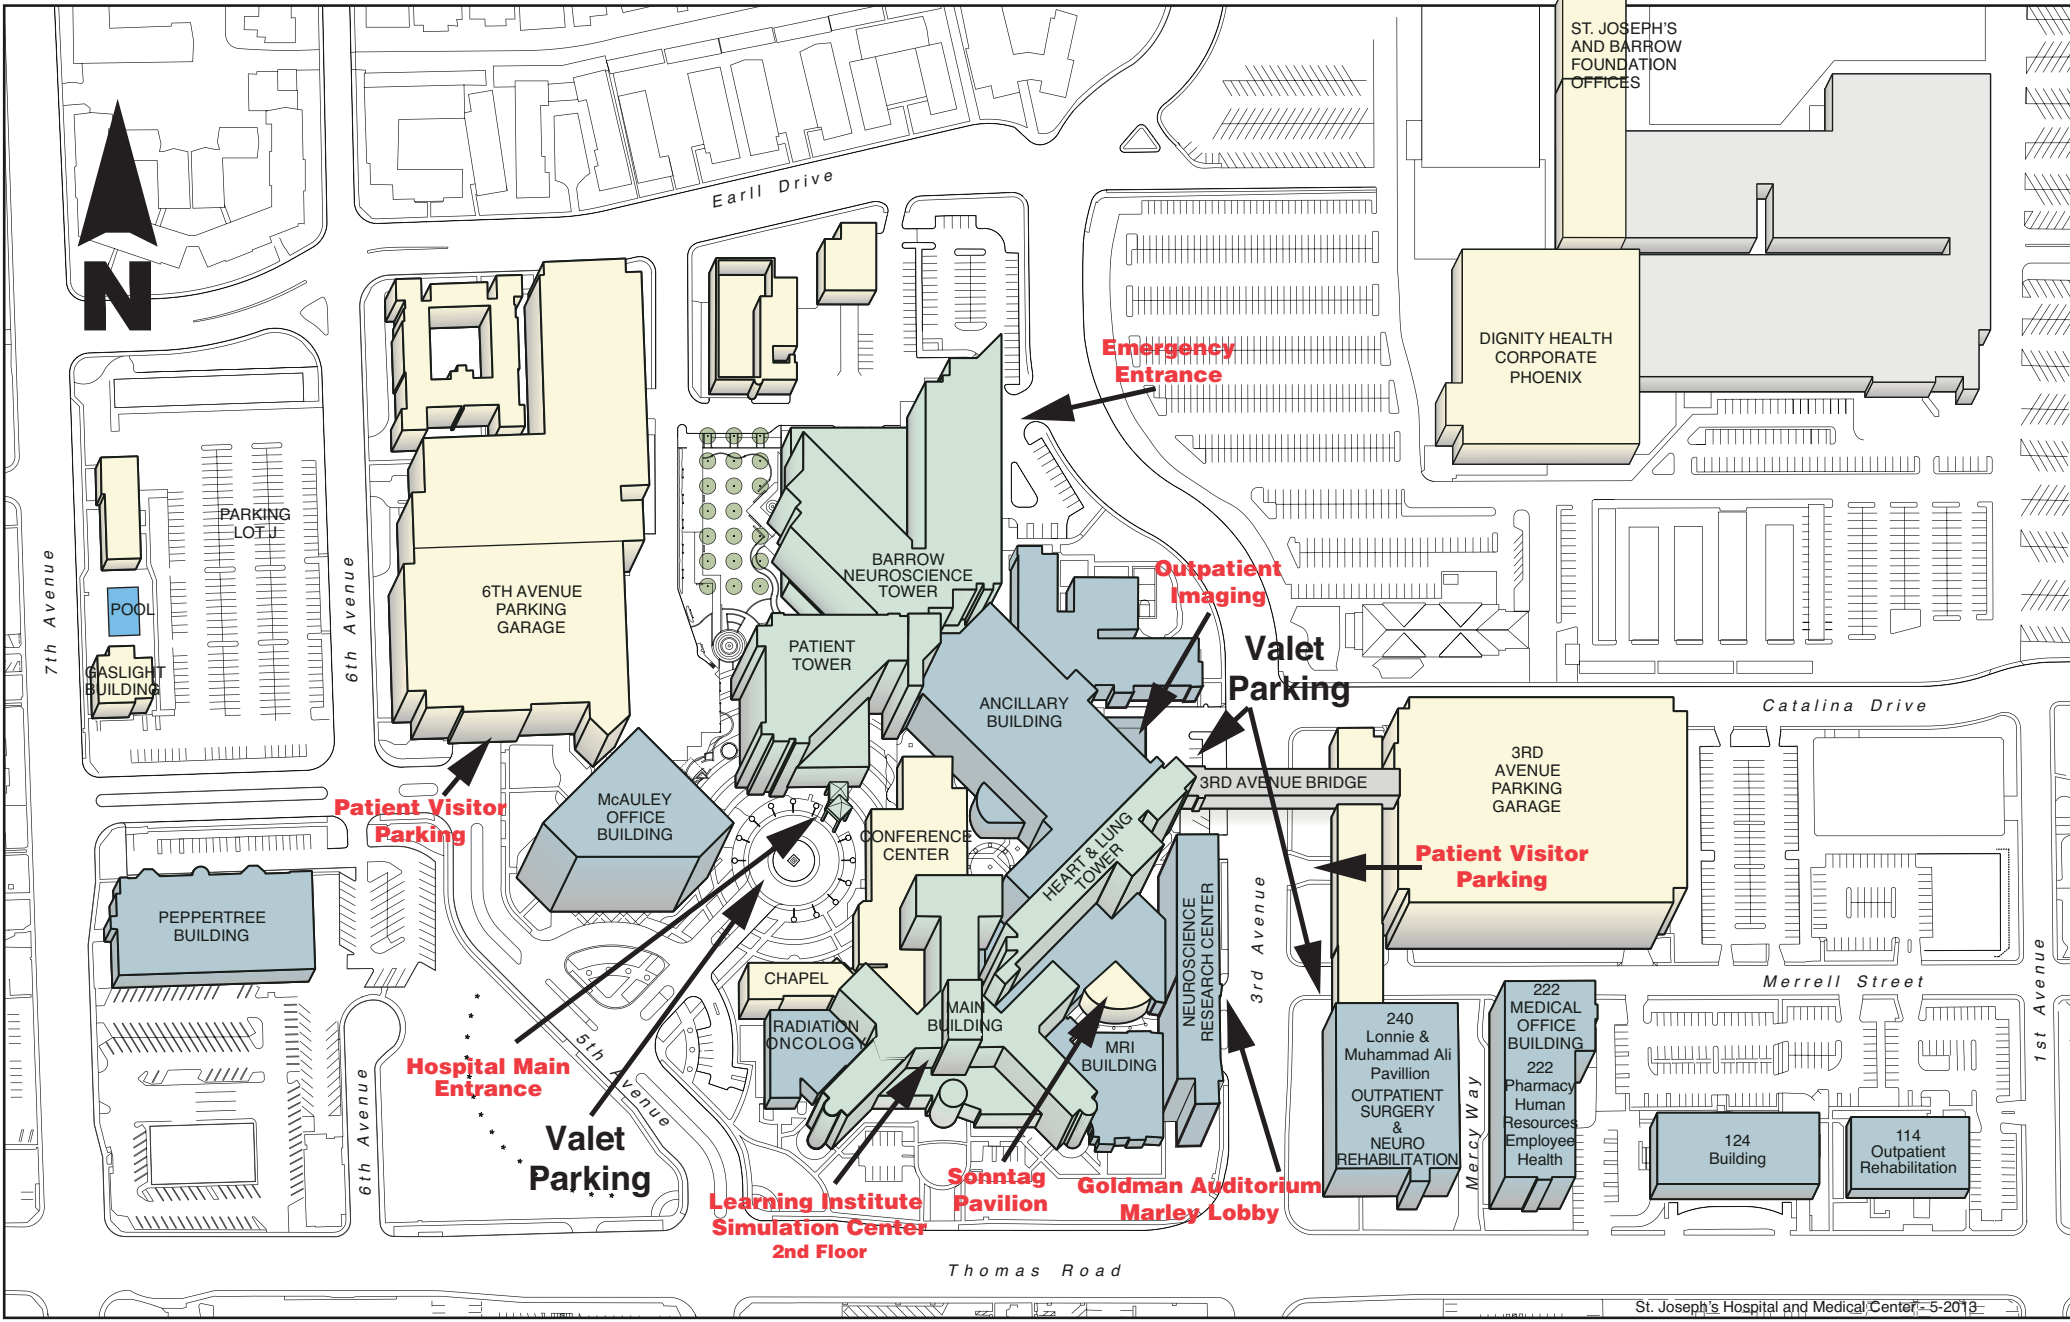 ST. JOSEPH'S
AND BARROW
FOUNDATION
OFFICES
Earll Drive
N
Emergency
Entrance
DIGNITY HEALTH
CORPORATE
PHOENIX
PARKING
LOT J
7th Avenue
6th Avenue
POOL
GASLIGHT
BUILDING
6TH AVENUE
PARKING
GARAGE
BARROW
NEUROSCIENCE
TOWER
PATIENT
TOWER
ANCILLARY
BUILDING
Outpatient
Imaging
Valet
Parking
Catalina Drive
3RD AVENUE BRIDGE
3RD
AVENUE
PARKING
GARAGE
Patient Visitor
Parking
McAULEY
OFFICE
BUILDING
CONFERENCE
CENTER
HEART & LUNG
TOWER
Patient Visitor
Parking
PEPPERTREE
BUILDING
NEUROSCIENCE
RESEARCH CENTER
3rd Avenue
Merrell Street
1st Avenue
CHAPEL
RADIATION
ONCOLOGY
MAIN
BUILDING
MRI
BUILDING
240
Lonnie &
Muhammad Ali
Pavillion
OUTPATIENT
SURGERY
&
NEURO
REHABILITATION
Mercy Way
222
MEDICAL
OFFICE
BUILDING
222
Pharmacy
Human
Resources
Employee
Health
124
Building
114
Outpatient
Rehabilitation
Hospital Main
Entrance
5th Avenue
6th Avenue
Valet
Parking
Learning Institute
Simulation Center
2nd Floor
Sonntag
Pavilion
Goldman Auditorium
Marley Lobby
Thomas Road
St. Joseph's Hospital and Medical Center - 5-2013